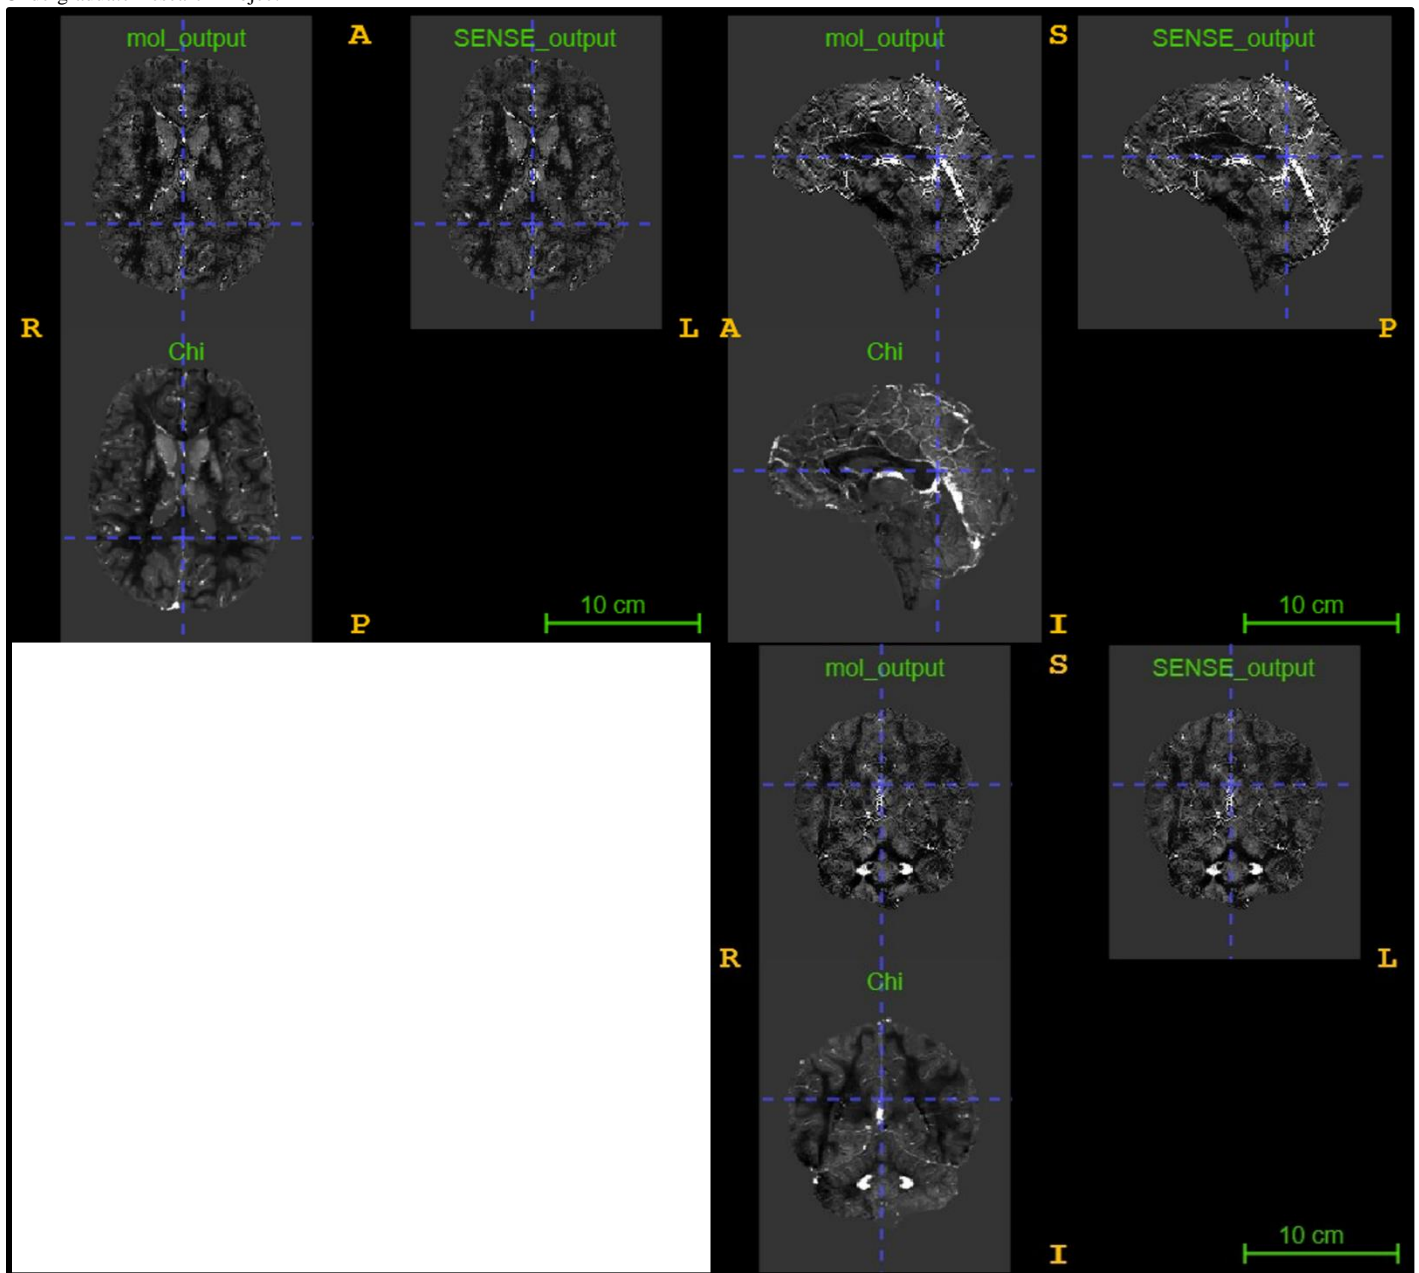 mol_output A SENSE_output
R L
Chi
P 10 cm
mol_output S SENSE_output
A P
Chi
I 10 cm
mol_output S SENSE_output
R L
Chi
I 10 cm